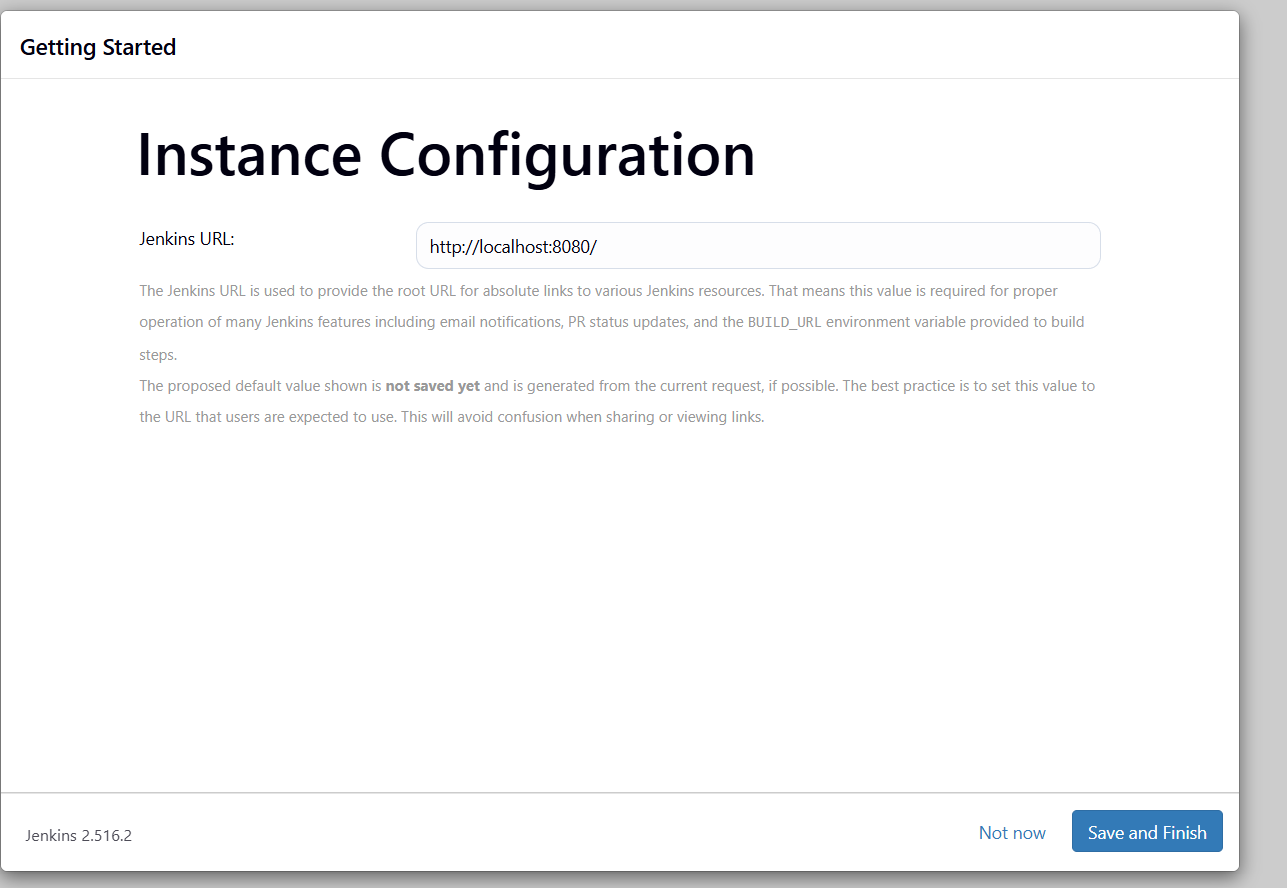 Getting Started
Instance Configuration
Jenkins URL:
http://localhost:8080/
The Jenkins URL is used to provide the root URL for absolute links to various Jenkins resources. That means this value is required for proper
operation of many Jenkins features including email notifications, PR status updates, and the BUILD_URL environment variable provided to build
steps.
The proposed default value shown is not saved yet and is generated from the current request, if possible. The best practice is to set this value to
the URL that users are expected to use. This will avoid confusion when sharing or viewing links.
Jenkins 2.516.2
Not now
Save and Finish